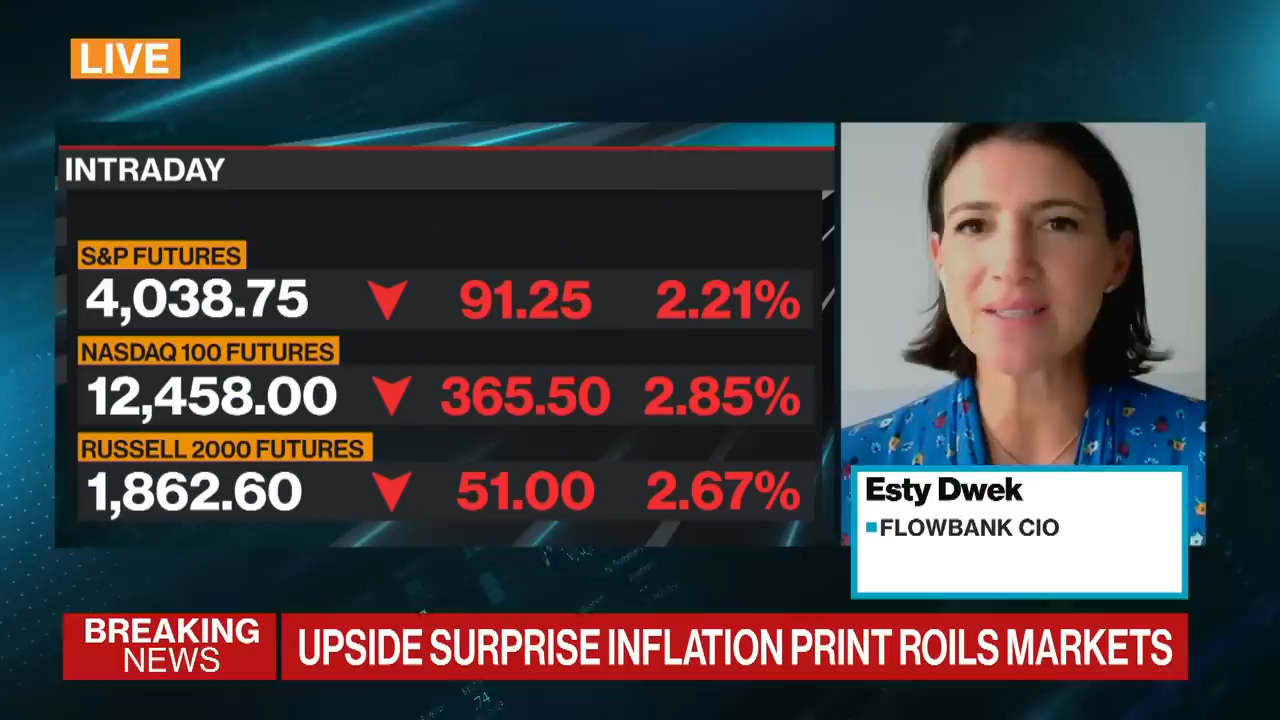 LIVE
INTRADAY
S&P FUTURES
4,038.75 91.25 2.21%
NASDAQ 100 FUTURES
12,458.00 365.50 2.85%
RUSSELL 2000 FUTURES
1,862.60 51.00 2.67%
Esty Dwek
FLOWBANK CIO
BREAKING
NEWS
UPSIDE SURPRISE INFLATION PRINT ROILS MARKETS
74